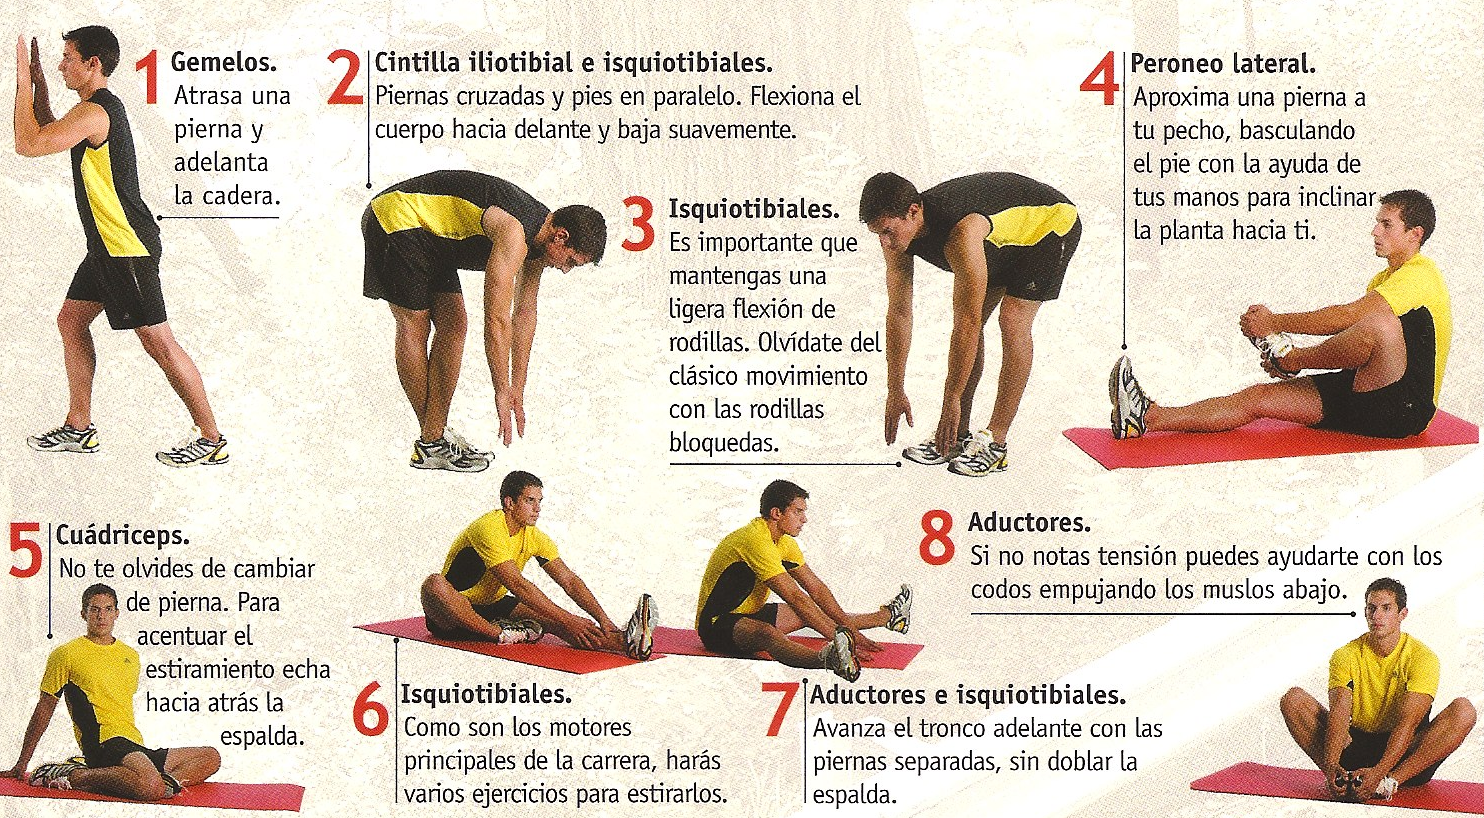 1 Gemelos.
Atrasa una
pierna y
adelanta
la cadera.
2 Cintilla iliotibial e isquiotibiales.
Piernas cruzadas y pies en paralelo. Flexiona el
cuerpo hacia delante y baja suavemente.
3 Isquiotibiales.
Es importante que
mantengas una
ligera flexión de
rodillas. Olvídate del
clásico movimiento
con las rodillas
bloquedas.
4 Peroneo lateral.
Aproxima una pierna a
tu pecho, basculando
el pie con la ayuda de
tus manos para inclinar
la planta hacia ti.
5 Cuádriceps.
No te olvides de cambiar
de pierna. Para
acentuar el
estiramiento echa
hacia atrás la
espalda.
6 Isquiotibiales.
Como son los motores
principales de la carrera, harás
varios ejercicios para estirarlos.
7 Aductores e isquiotibiales.
Avanza el tronco adelante con las
piernas separadas, sin doblar la
espalda.
8 Aductores.
Si no notas tensión puedes ayudarte con los
codos empujando los muslos abajo.